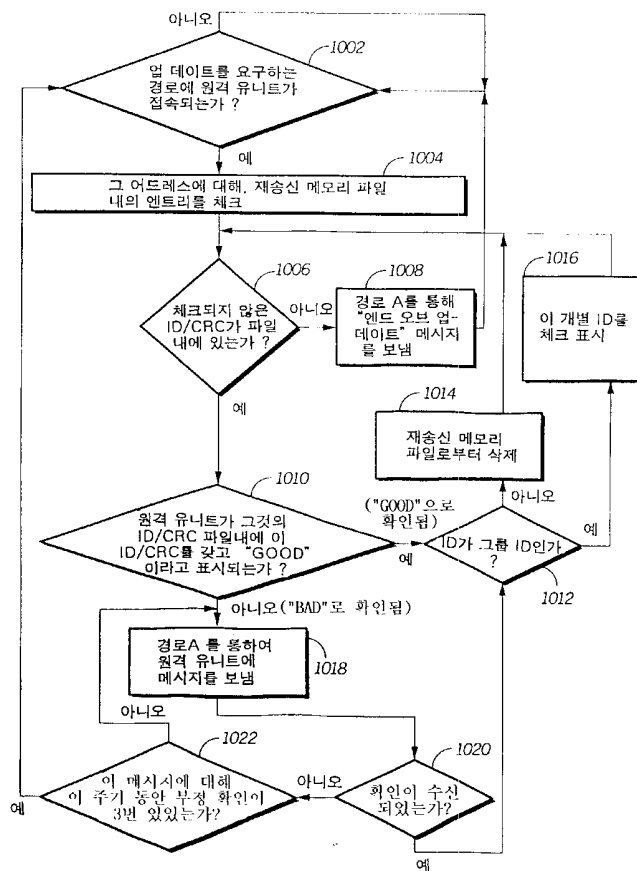 아니오
1002
업 데이트를 요구하는
경로에 원격 유니트가
접속되는가 ?
예
1004
그 어드레스에 대해, 재송신 메모리 파일
내의 엔트리를 체크
1006
체크되지 않은
ID/CRC가 파일
내에 있는가 ?
아니오
1008
경로 A를 통해
“엔드 오브 업-
데이트” 메시지
를 보냄
1016
이 개별 ID를
체크 표시
예
1014
재송신 메모리
파일로부터 삭제
1010
원격 유니트가 그것의
ID/CRC 파일내에 이
ID/CRC를 갖고 “GOOD”
이라고 표시되는가 ?
("GOOD"으로
확인됨)
예
아니오
예
ID가 그룹 ID인가
?
1012
아니오("BAD"로 확인됨)
경로A 를 통하여
원격 유니트에
메시지를 보냄
1018
아니오
1022
이 매시지에 대해
이 주기 동안 부정 확인이
3번 있있는가?
예
아니오
1020
확인이 수신
되었는가?
예